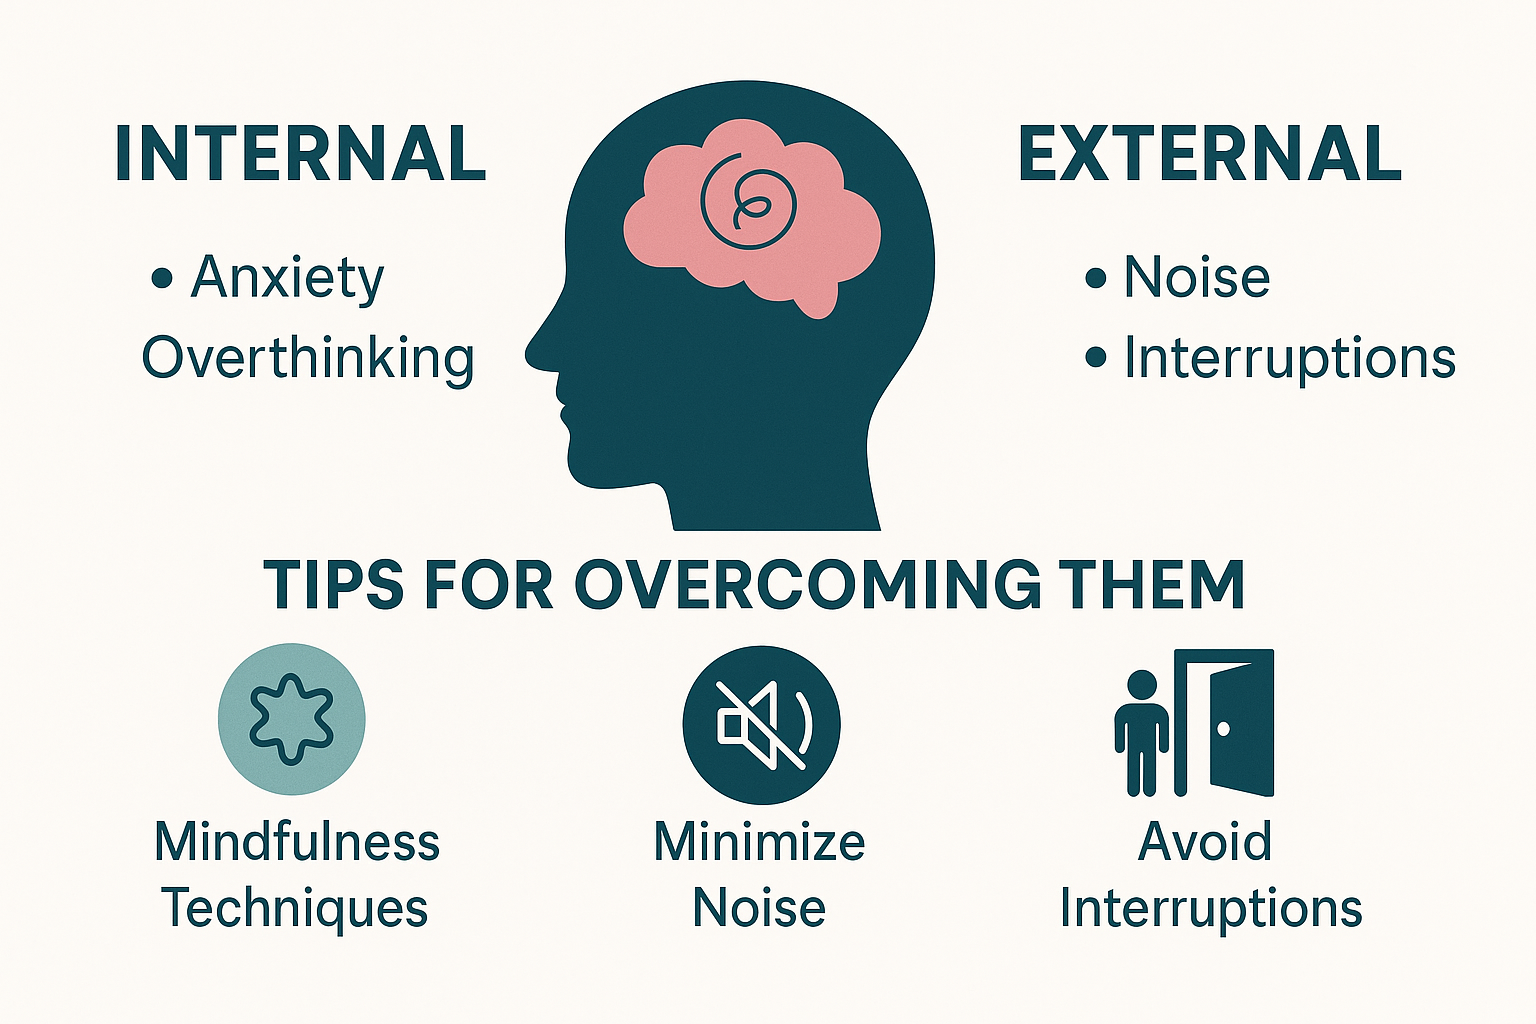 INTERNAL
• Anxiety
Overthinking
EXTERNAL
• Noise
• Interruptions
TIPS FOR OVERCOMING THEM
Mindfulness
Techniques
Minimize
Noise
Avoid
Interruptions